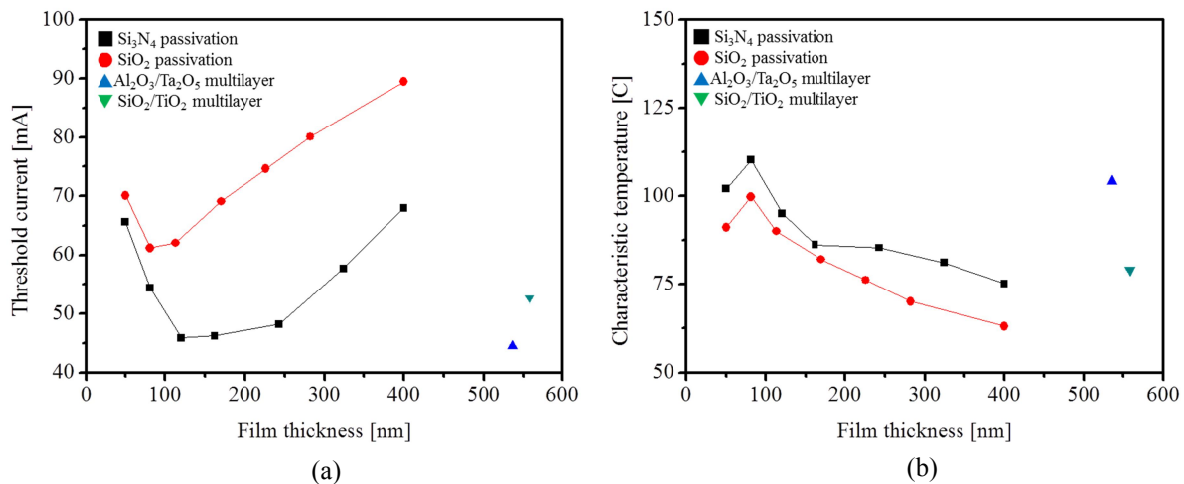 100
90
80
70
60
50
40
Threshold current [mA]
Si₃N₄ passivation
SiO₂ passivation
Al₂O₃/Ta₂O₅ multilayer
SiO₂/TiO₂ multilayer
0 100 200 300 400 500 600
Film thickness [nm]
(a)
150
125
100
75
50
Characteristic temperature [C]
Si₃N₄ passivation
SiO₂ passivation
Al₂O₃/Ta₂O₅ multilayer
SiO₂/TiO₂ multilayer
0 100 200 300 400 500 600
Film thickness [nm]
(b)